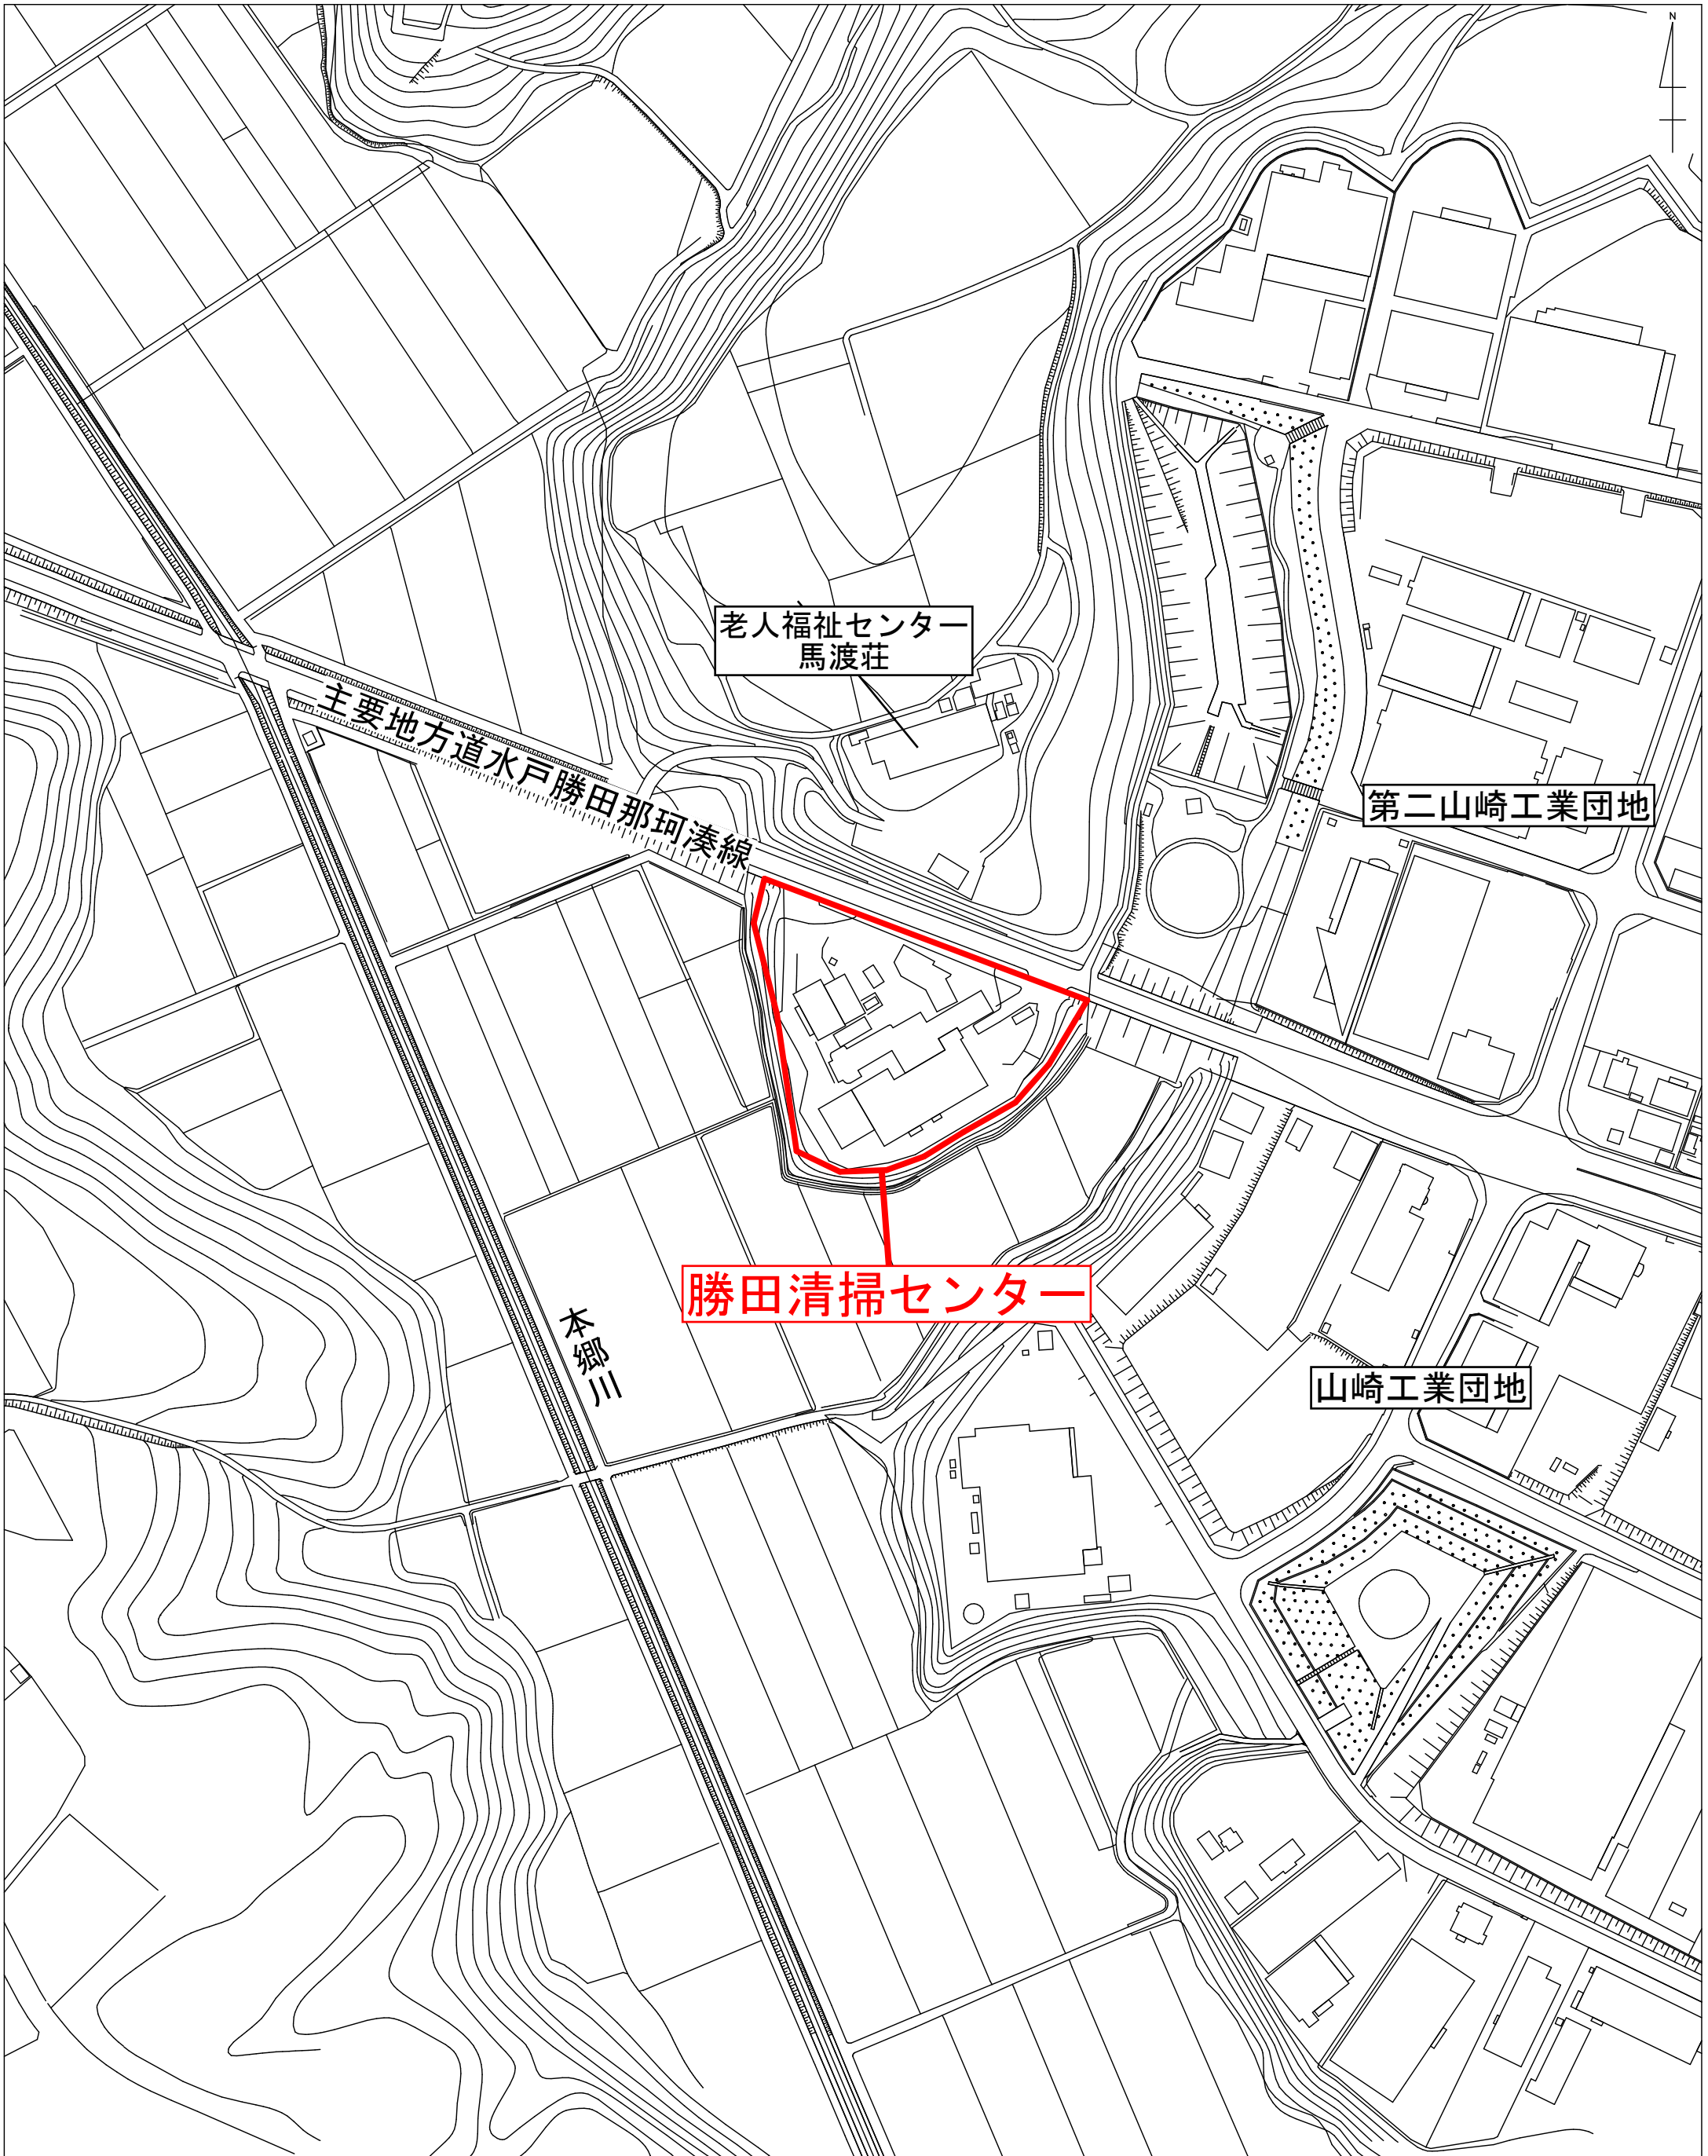 N
老人福祉センター
馬渡荘
主要地方道水戸勝田那珂湊線
第二山崎工業団地
勝田清掃センター
本郷川
山崎工業団地